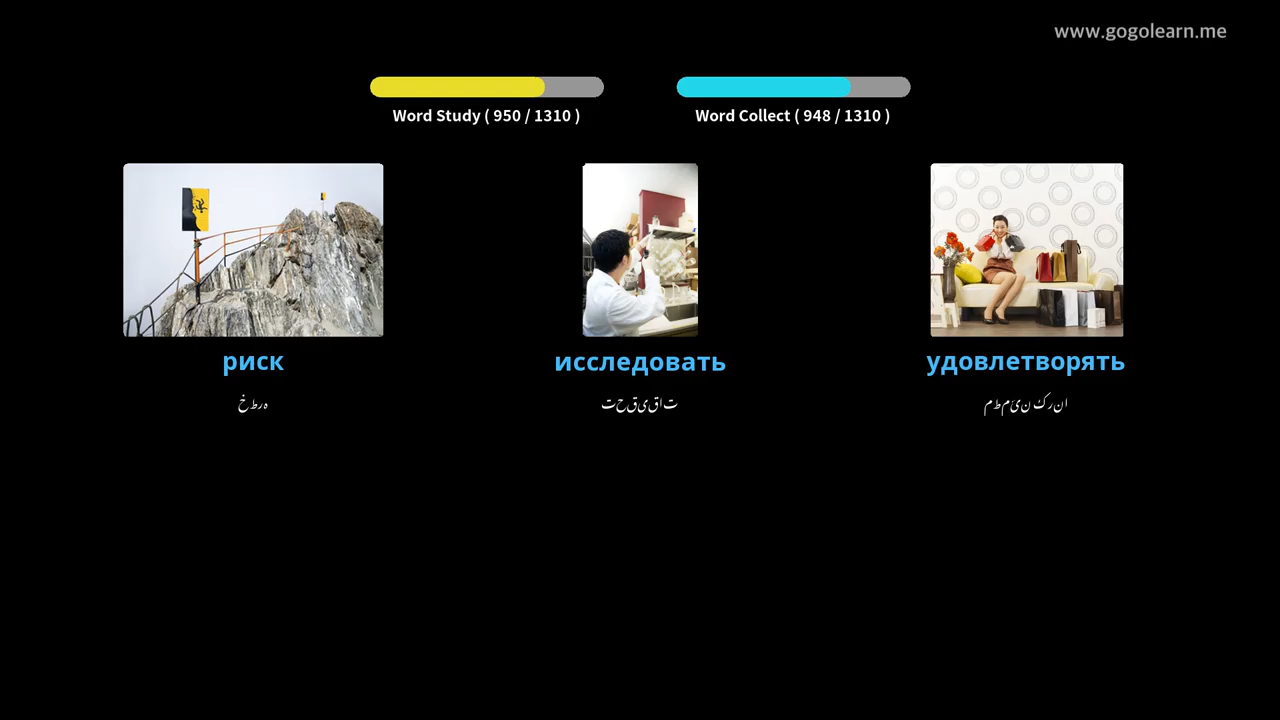 www.gogolearn.me
Word Study ( 950 / 1310 )
Word Collect ( 948 / 1310 )
риск
исследовать
удовлетворять
خطرہ
تحقیقات
مطمئن کرنا